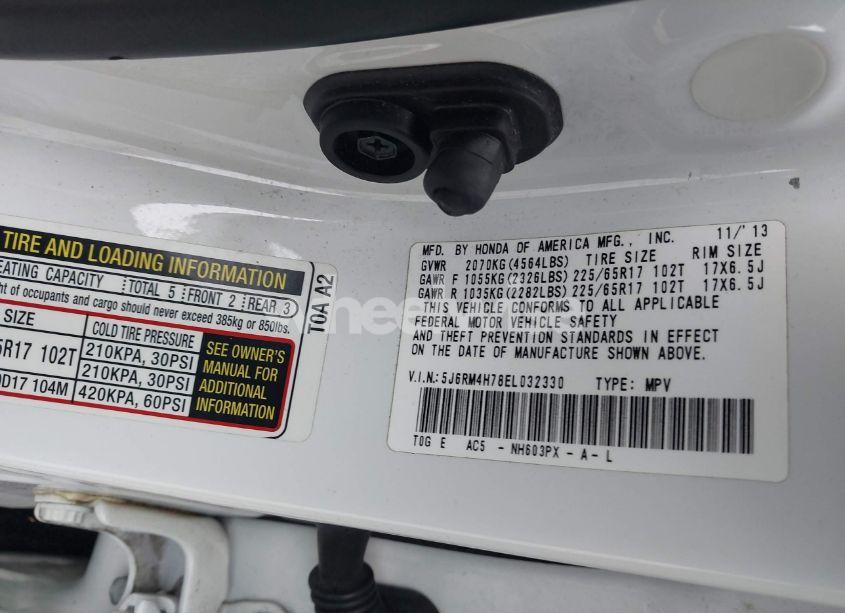 TIRE AND LOADING INFORMATION
EATING CAPACITY TOTAL 5 FRONT 2 REAR 3
ht of occupants and cargo should never exceed 385kg or 850lbs.
SIZE COLD TIRE PRESSURE
5R17 102T 210KPA, 30PSI
210KPA, 30PSI
0D17 104M 420KPA, 60PSI
SEE OWNER'S
MANUAL FOR
ADDITIONAL
INFORMATION
T0A A2
MFD. BY HONDA OF AMERICA MFG., INC. 11/'13
GVWR 2070KG(4564LBS) TIRE SIZE RIM SIZE
GAWR F 1055KG(2326LBS) 225/65R17 102T 17X6.5J
GAWR R 1035KG(2282LBS) 225/65R17 102T 17X6.5J
THIS VEHICLE CONFORMS TO ALL APPLICABLE
FEDERAL MOTOR VEHICLE SAFETY
AND THEFT PREVENTION STANDARDS IN EFFECT
ON THE DATE OF MANUFACTURE SHOWN ABOVE.
V.I.N.: 5J6RM4H78EL032330 TYPE: MPV
T0G E AC5 - NH603PX - A - L